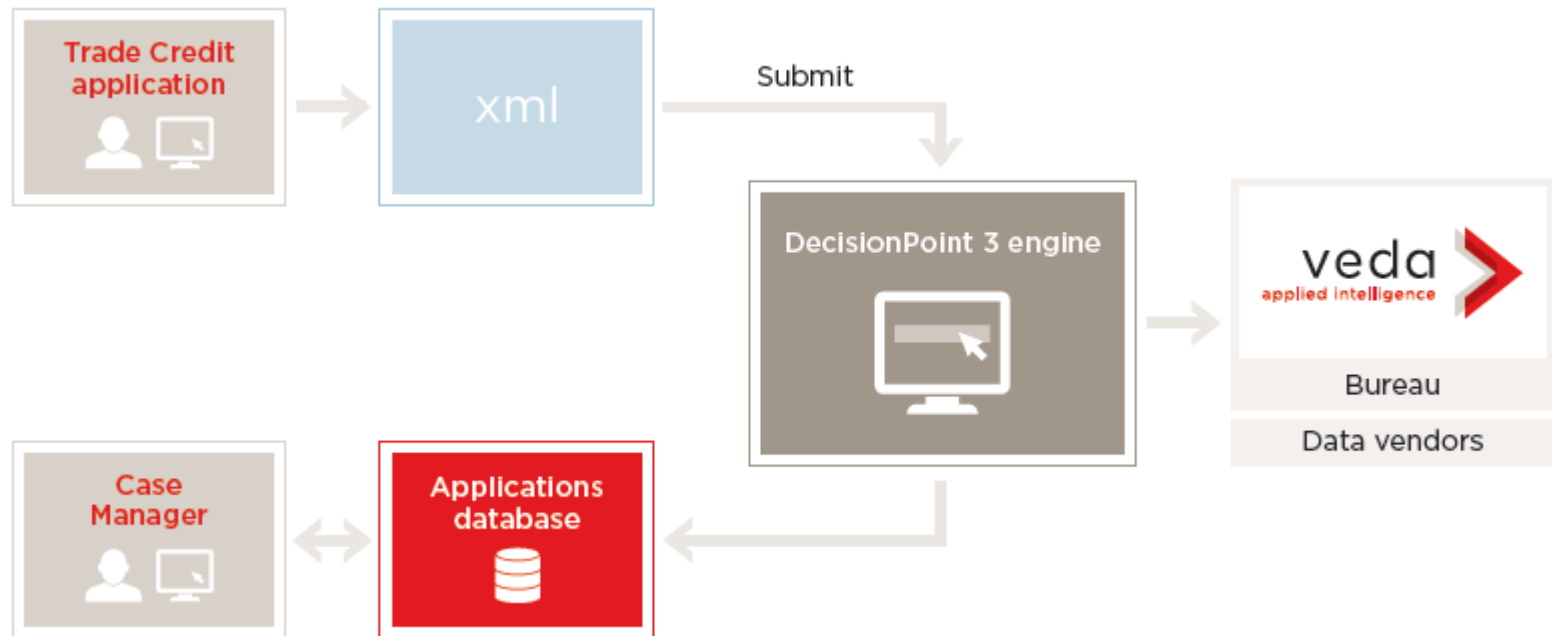 Trade Credit
application
xml
Submit
DecisionPoint 3 engine
veda
applied intelligence
Bureau
Data vendors
Case
Manager
Applications
database